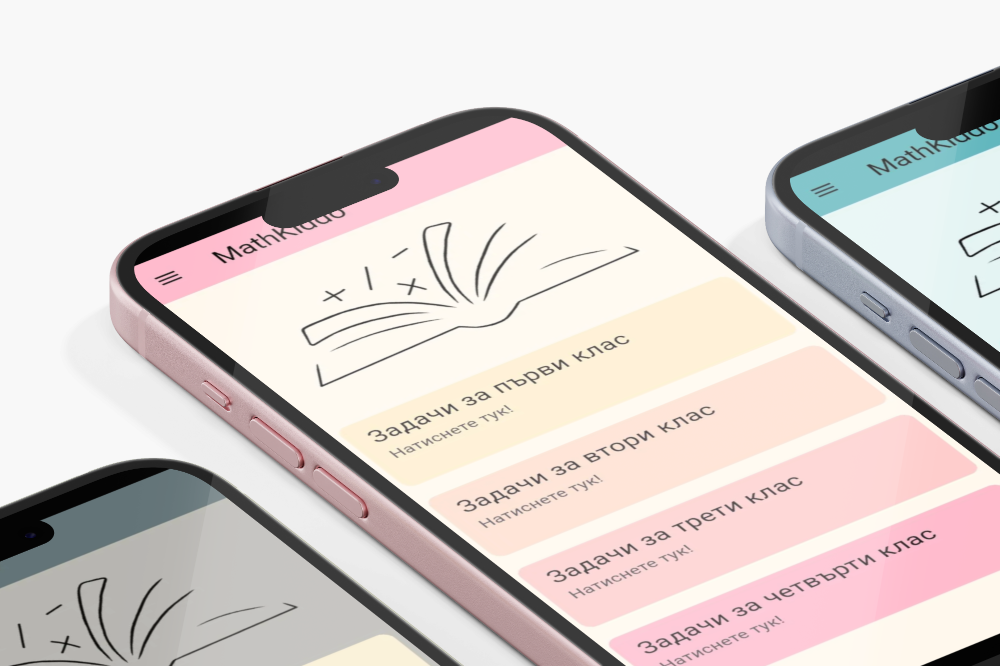 MathKiddo
Задачи за първи клас
Натиснете тук!
Задачи за втори клас
Натиснете тук!
Задачи за трети клас
Натиснете тук!
Задачи за четвърти клас
Натиснете тук!
MathKiddo